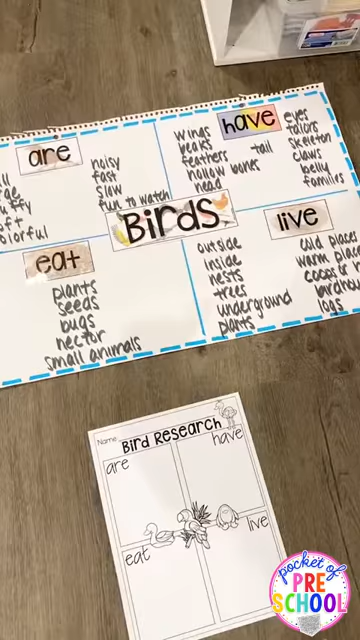 are
noisy
fast
slow
fun to watch
have
wings
beaks
feathers
hollow bones
head
tail
eyes
talons
skeleton
claws
belly
families
Birds
eat
plants
seeds
bugs
nector
small animals
live
outside
inside
nests
trees
underground
plants
cold places
warm
logs
Name
Bird Research
are
have
eat
live
pocket of
PRE
SCHOOL